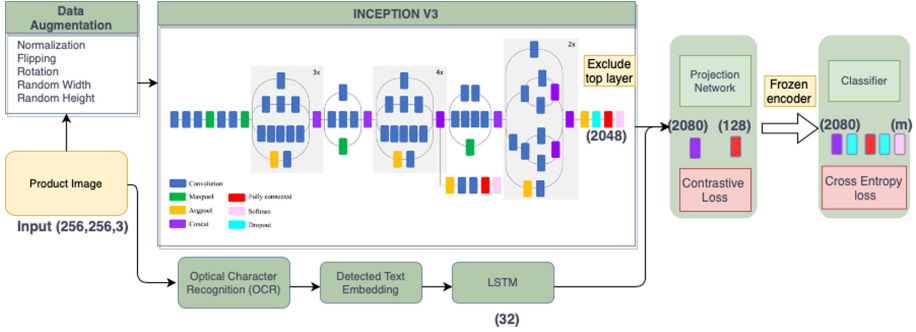 Data
Augmentation
Normalization
Flipping
Rotation
Random Width
Random Height
Product Image
Input (256,256,3)
INCEPTION V3
3x
4x
2x
Exclude
top layer
(2048)
Convolution
Maxpool
Avgpool
Concat
Fully connected
Softmax
Dropout
Optical Character
Recognition (OCR)
Detected Text
Embedding
LSTM
(32)
Projection
Network
(2080)
(128)
Contrastive
Loss
Frozen
encoder
Classifier
(2080)
(m)
Cross Entropy
loss